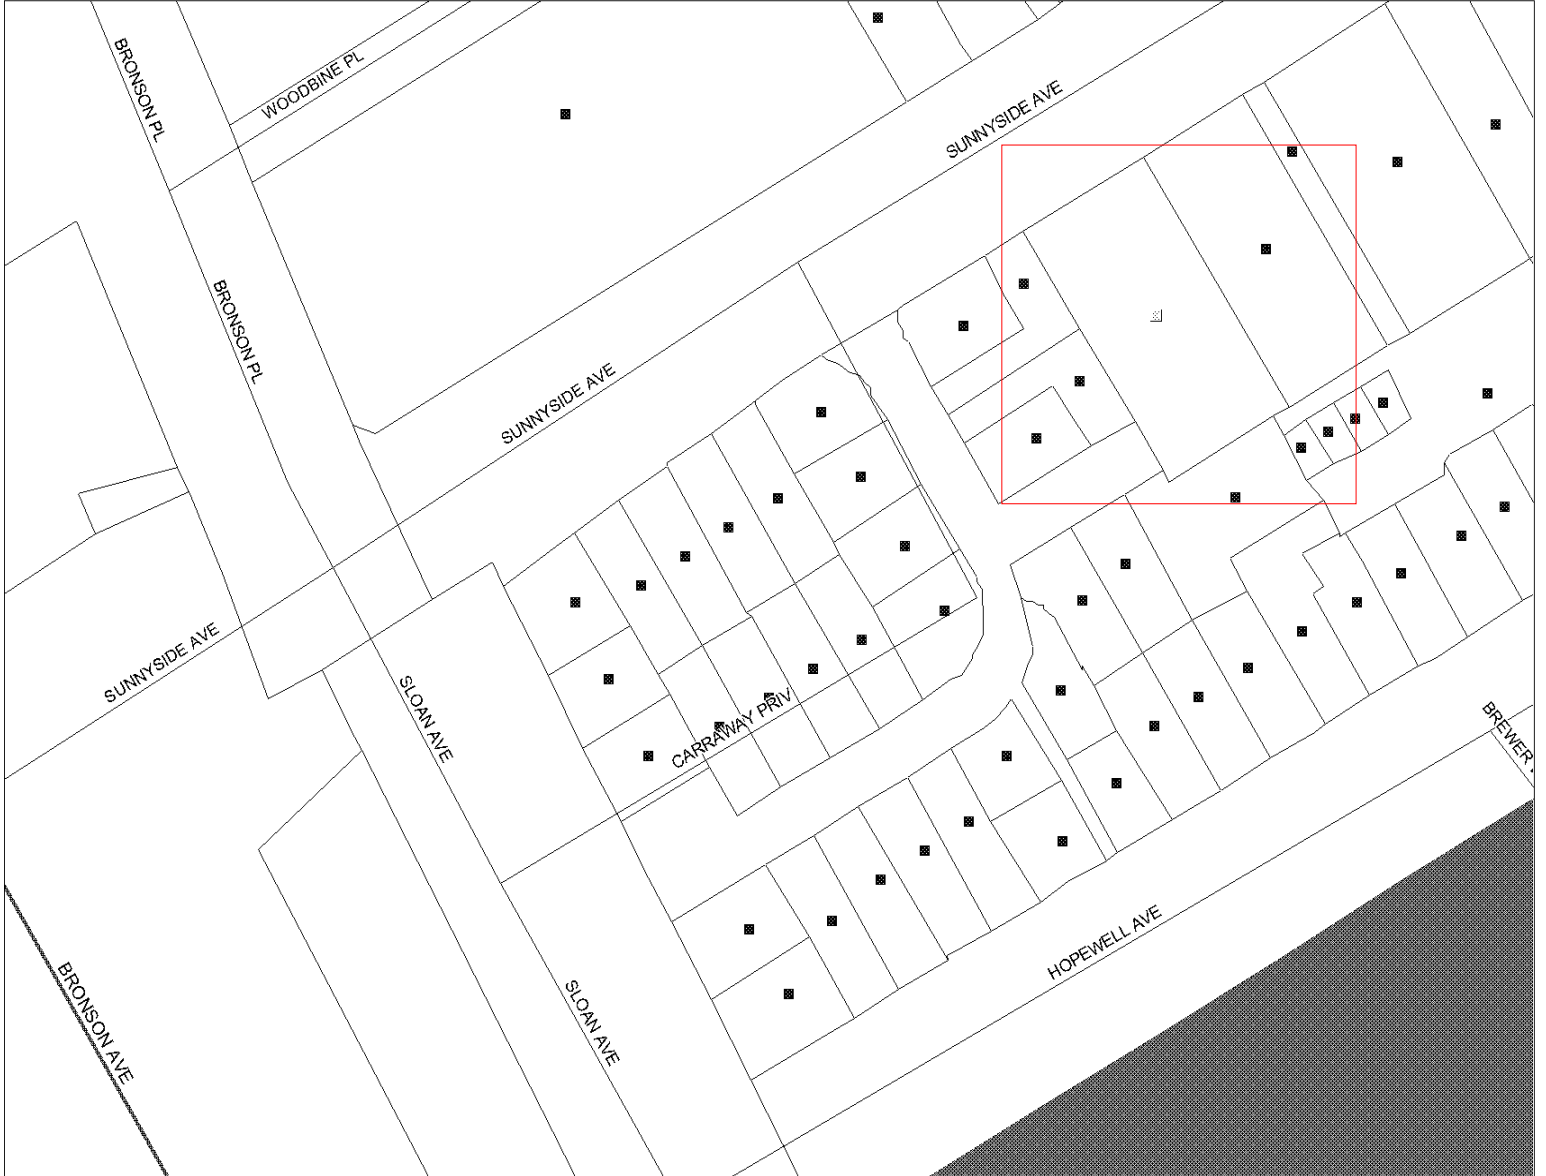 BRONSON PL
WOODBINE PL
SUNNYSIDE AVE
BRONSON PL
SUNNYSIDE AVE
SUNNYSIDE AVE
SLOAN AVE
CARRAWAY PRIV
BREWER
HOPEWELL AVE
BRONSON AVE
SLOAN AVE